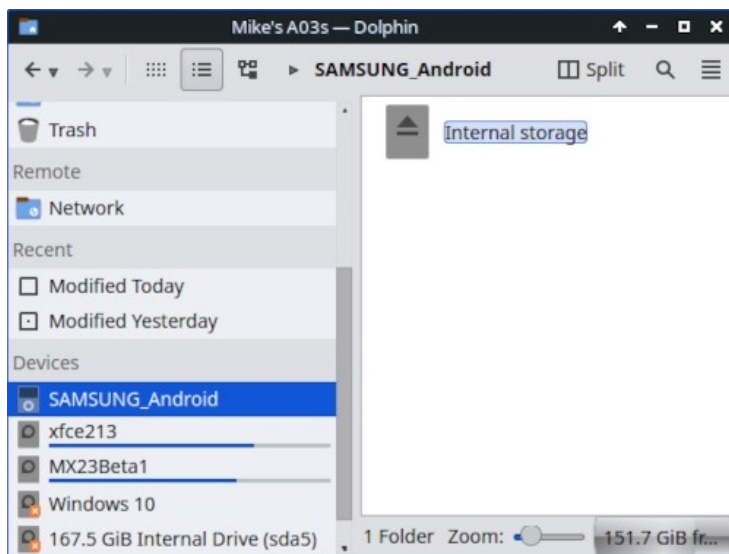 Mike's A03s — Dolphin
SAMSUNG_Android
Split
Trash
Remote
Network
Recent
Modified Today
Modified Yesterday
Devices
SAMSUNG_Android
xfce213
MX23Beta1
Windows 10
167.5 GiB Internal Drive (sda5)
Internal storage
1 Folder Zoom: 151.7 GiB fr...